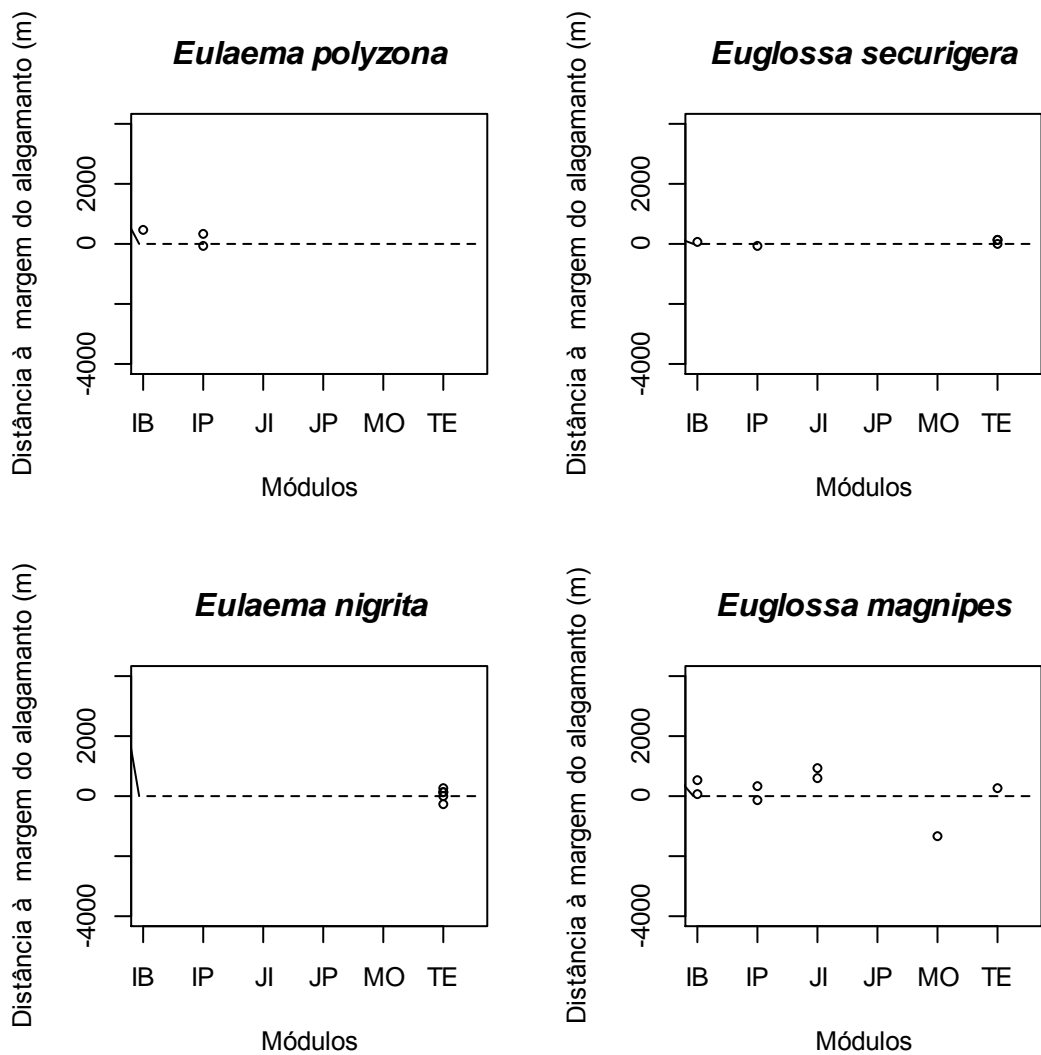 Eulaema polyzona
Distância à  margem do alagamanto (m)
2000
0
-4000
IB IP JI JP MO TE
Módulos
Euglossa securigera
Distância à  margem do alagamanto (m)
2000
0
-4000
IB IP JI JP MO TE
Módulos
Eulaema nigrita
Distância à  margem do alagamanto (m)
2000
0
-4000
IB IP JI JP MO TE
Módulos
Euglossa magnipes
Distância à margem do alagamanto (m)
2000
0
-4000
IB IP JI JP MO TE
Módulos